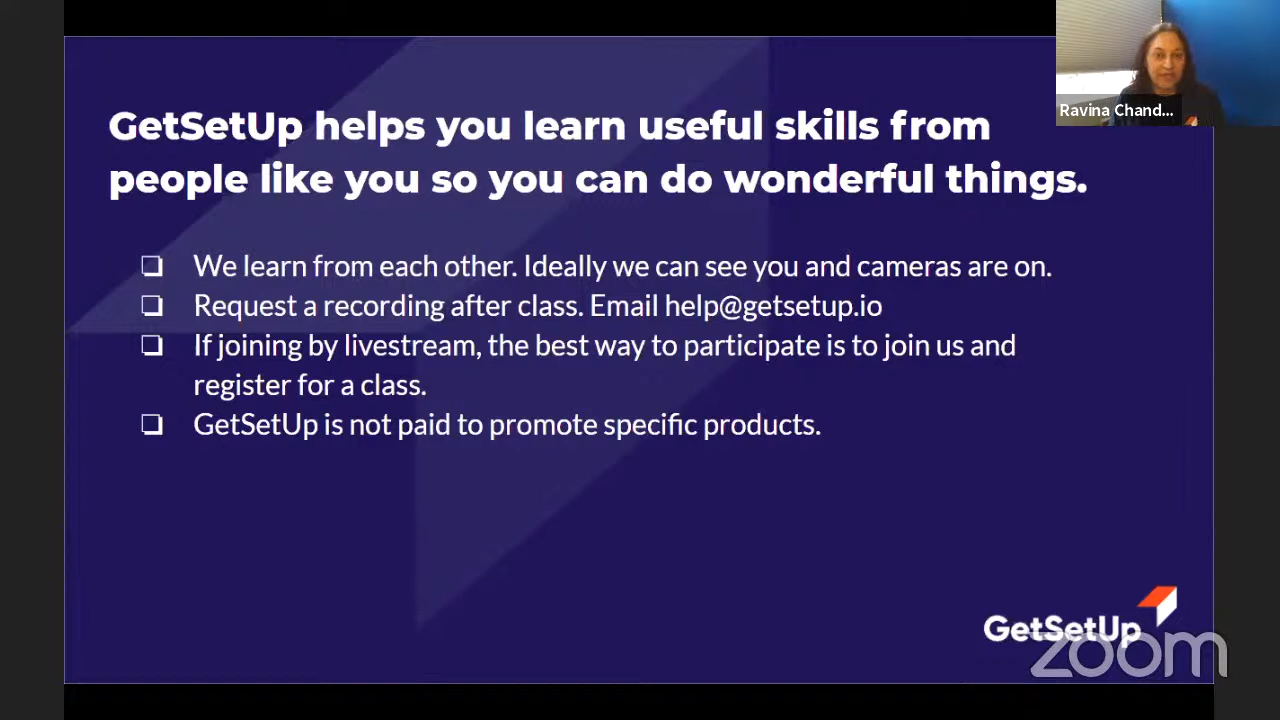 GetSetUp helps you learn useful skills from
people like you so you can do wonderful things.
Ravina Chand...
❏ We learn from each other. Ideally we can see you and cameras are on.
❏ Request a recording after class. Email help@getsetup.io
❏ If joining by livestream, the best way to participate is to join us and
register for a class.
❏ GetSetUp is not paid to promote specific products.
GetSetUp
zoom